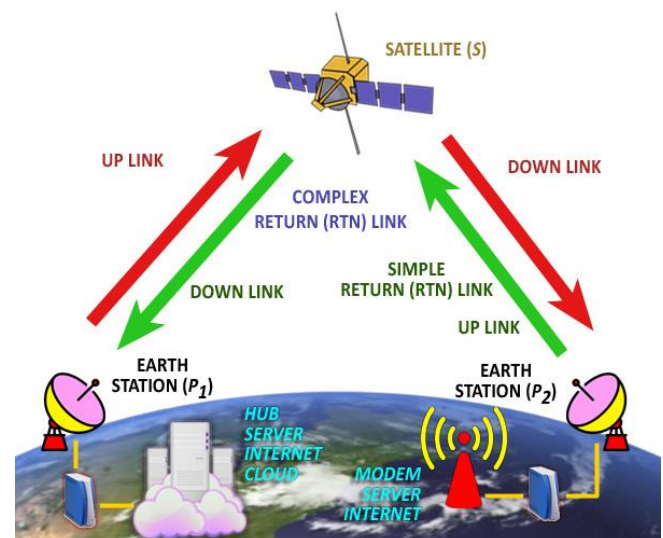 SATELLITE (S)
UP LINK
DOWN LINK
COMPLEX
RETURN (RTN) LINK
DOWN LINK
SIMPLE
RETURN (RTN) LINK
UP LINK
EARTH
STATION (P1)
EARTH
STATION (P2)
HUB
SERVER
INTERNET
CLOUD
MODEM
SERVER
INTERNET